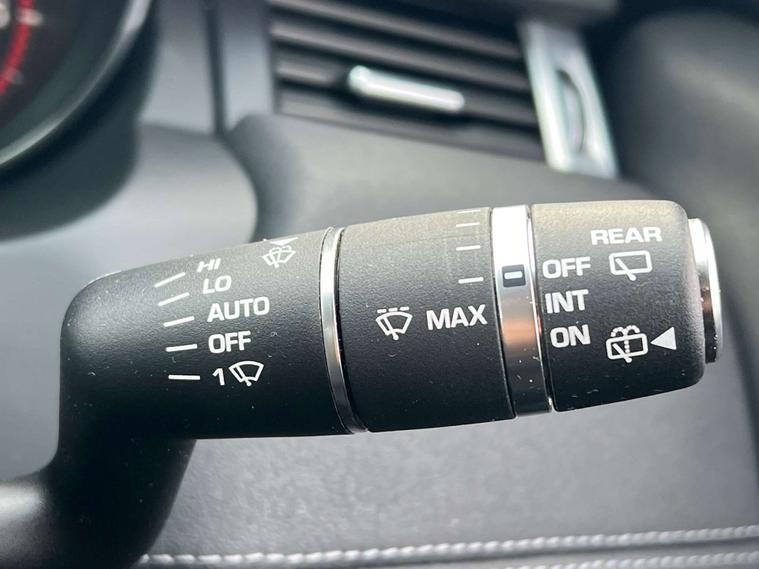 HI
LO
AUTO
OFF
1
MAX
REAR
OFF
INT
ON